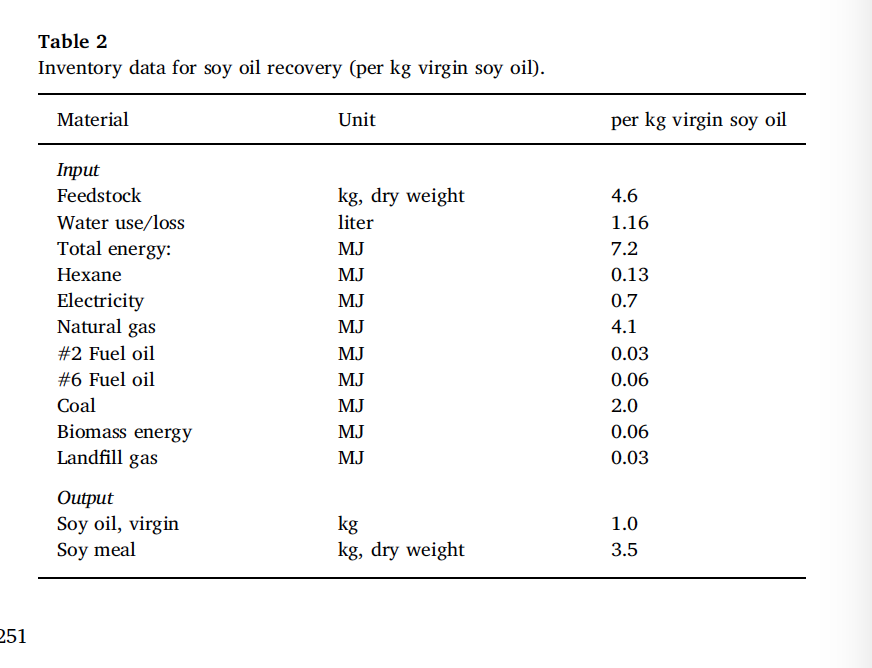 Table 2
Inventory data for soy oil recovery (per kg virgin soy oil).
Material Unit per kg virgin soy oil
Input
Feedstock kg, dry weight 4.6
Water use/loss liter 1.16
Total energy: MJ 7.2
Hexane MJ 0.13
Electricity MJ 0.7
Natural gas MJ 4.1
#2 Fuel oil MJ 0.03
#6 Fuel oil MJ 0.06
Coal MJ 2.0
Biomass energy MJ 0.06
Landfill gas MJ 0.03
Output
Soy oil, virgin kg 1.0
Soy meal kg, dry weight 3.5
251